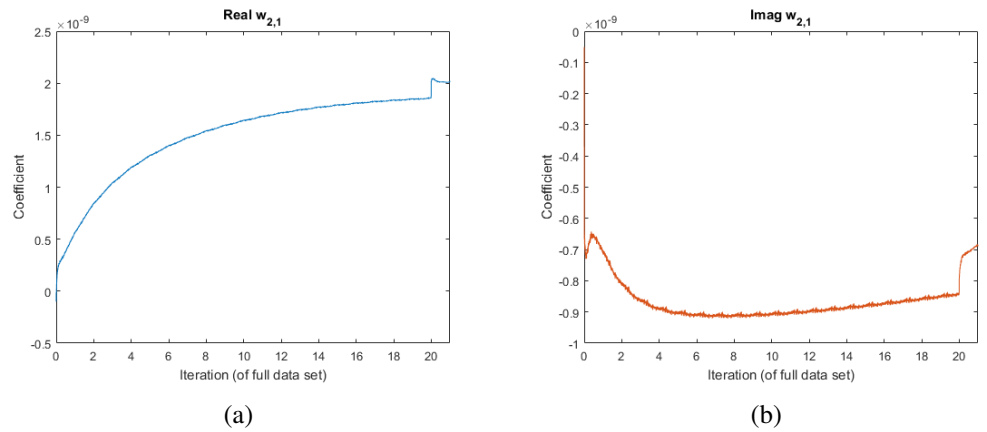 Real w2,1
×10-9
2.5
2
1.5
1
0.5
0
-0.5
Coefficient
0 2 4 6 8 10 12 14 16 18 20
Iteration (of full data set)
(a)
Imag w2,1
×10-9
0
-0.1
-0.2
-0.3
-0.4
-0.5
-0.6
-0.7
-0.8
-0.9
-1
Coefficient
0 2 4 6 8 10 12 14 16 18 20
Iteration (of full data set)
(b)